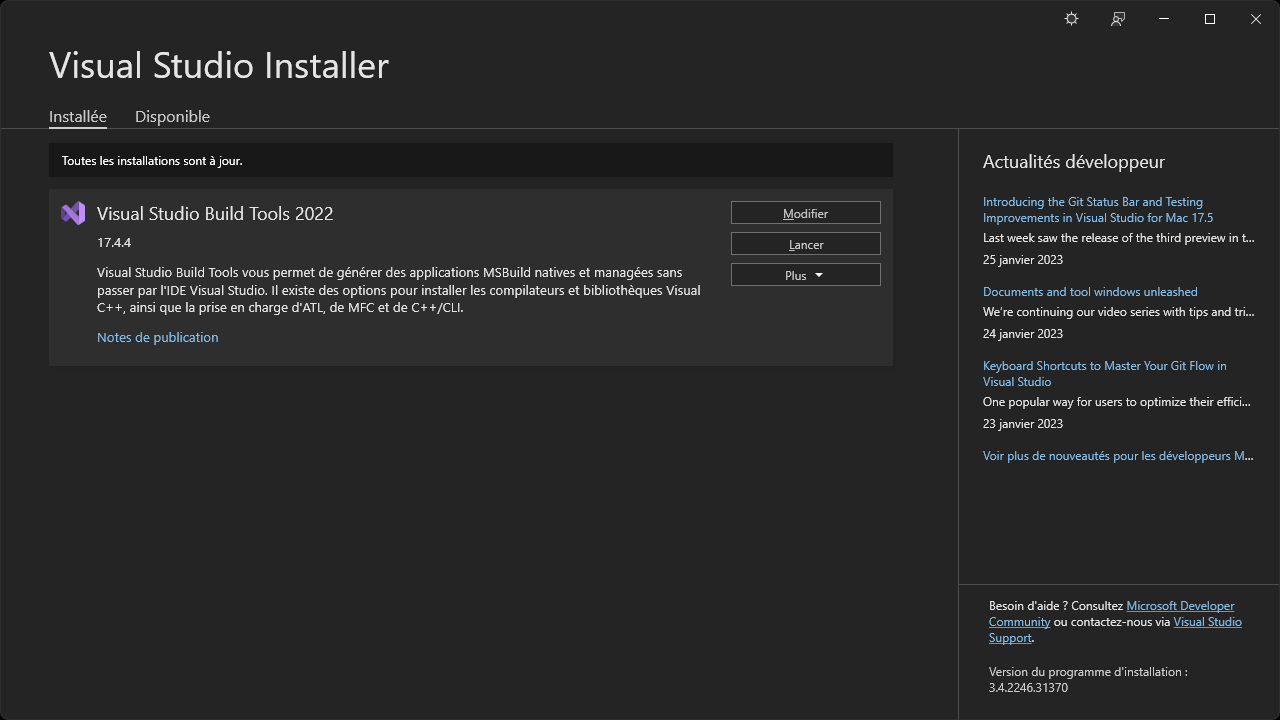 Visual Studio Installer
Installée
Disponible
Toutes les installations sont à jour.
Visual Studio Build Tools 2022
17.4.4
Visual Studio Build Tools vous permet de générer des applications MSBuild natives et managées sans
passer par l'IDE Visual Studio. Il existe des options pour installer les compilateurs et bibliothèques Visual
C++, ainsi que la prise en charge d'ATL, de MFC et de C++/CLI.
Notes de publication
Modifier
Lancer
Plus
Actualités développeur
Introducing the Git Status Bar and Testing
Improvements in Visual Studio for Mac 17.5
Last week saw the release of the third preview in t...
25 janvier 2023
Documents and tool windows unleashed
We're continuing our video series with tips and tri...
24 janvier 2023
Keyboard Shortcuts to Master Your Git Flow in
Visual Studio
One popular way for users to optimize their effici...
23 janvier 2023
Voir plus de nouveautés pour les développeurs M...
Besoin d'aide ? Consultez Microsoft Developer
Community ou contactez-nous via Visual Studio
Support.
Version du programme d'installation :
3.4.2246.31370